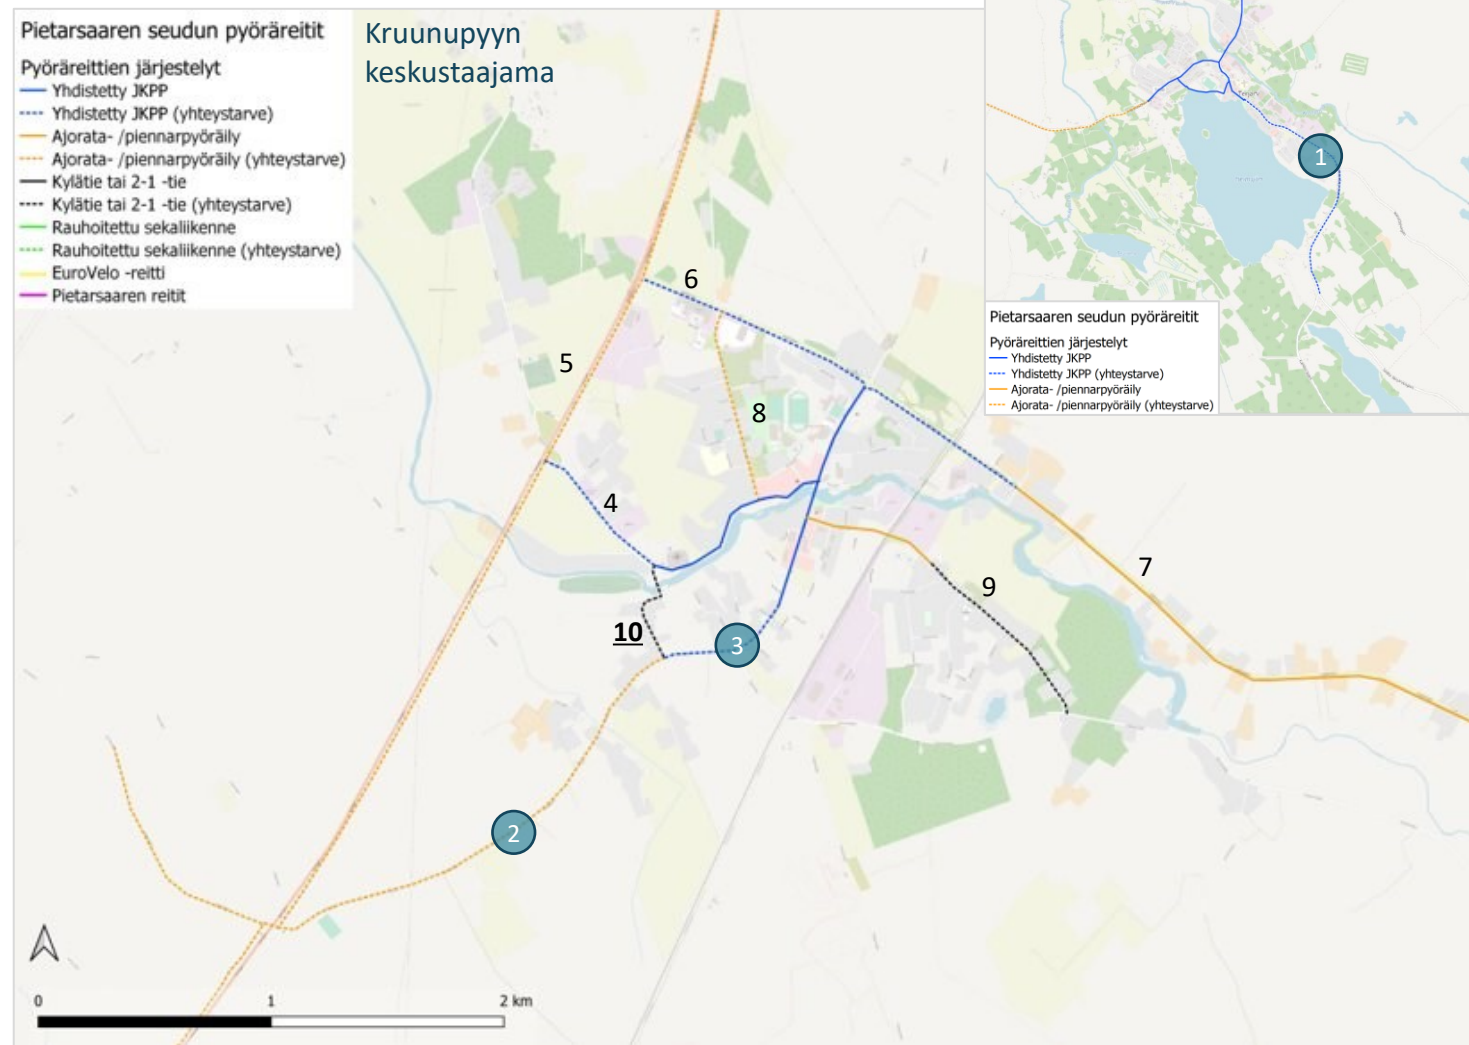 Pietarsaaren seudun pyöräreitit
Pyöräreittien järjestelyt
Yhdistetty JKPP
Yhdistetty JKPP (yhteystarve)
Ajorata- /piennarpyöräily
Ajorata- /piennarpyöräily (yhteystarve)
Kylätie tai 2-1 -tie
Kylätie tai 2-1 -tie (yhteystarve)
Rauhoitettu sekaliikenne
Rauhoitettu sekaliikenne (yhteystarve)
EuroVelo -reitti
Pietarsaaren reitit
Kruunupyyn
keskustaajama
1
Pietarsaaren seudun pyöräreitit
Pyöräreittien järjestelyt
Yhdistetty JKPP
Yhdistetty JKPP (yhteystarve)
Ajorata- /piennarpyöräily
Ajorata- /piennarpyöräily (yhteystarve)
6
5
8
4
7
9
10
3
2
0 1 2 km